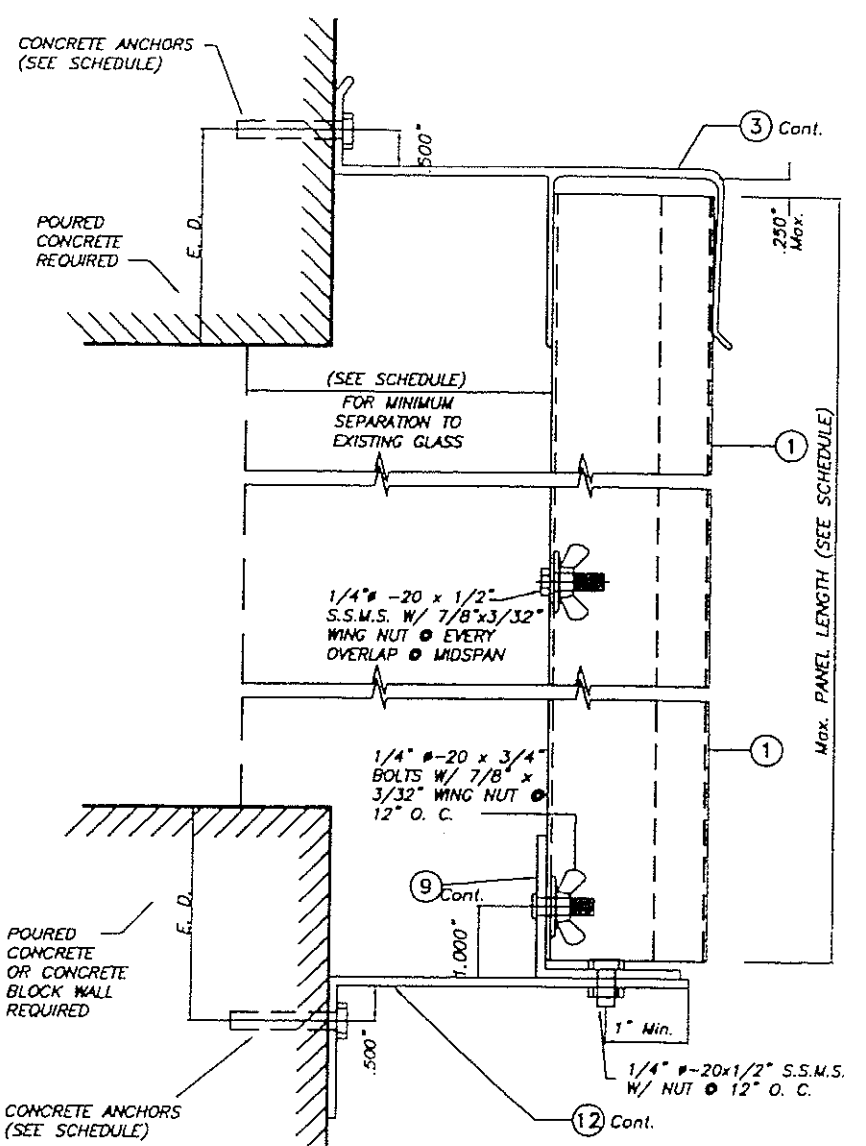 CONCRETE ANCHORS
(SEE SCHEDULE)
3 Cont.
.500"
E. D.
.250"
Max.
POURED
CONCRETE
REQUIRED
(SEE SCHEDULE)
FOR MINIMUM
SEPARATION TO
EXISTING GLASS
1
Max. PANEL LENGTH (SEE SCHEDULE)
1/4"ø -20 x 1/2"
S.S.M.S. W/ 7/8"x3/32"
WING NUT @ EVERY
OVERLAP @ MIDSPAN
1
1/4" ø-20 x 3/4"
BOLTS W/ 7/8" x
3/32" WING NUT @
12" O. C.
9 Cont.
1.000"
E. D.
POURED
CONCRETE
OR CONCRETE
BLOCK WALL
REQUIRED
.500"
1" Min.
1/4" ø-20x1/2" S.S.M.S.
W/ NUT @ 12" O. C.
CONCRETE ANCHORS
(SEE SCHEDULE)
12 Cont.